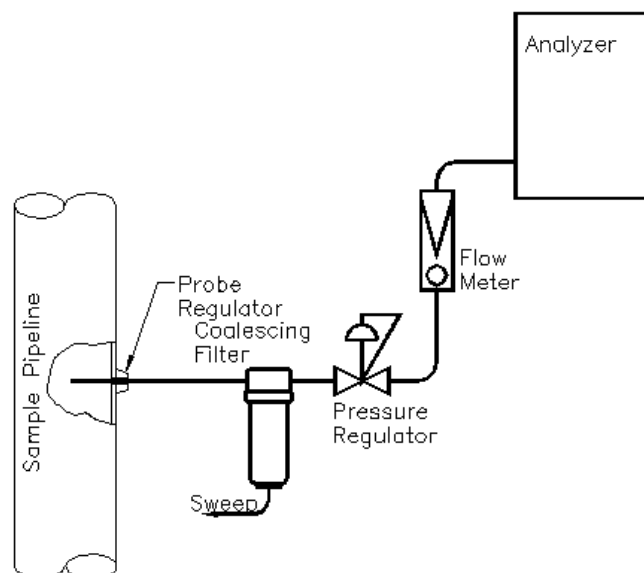 Analyzer
Flow
Meter
Probe
Regulator
Coalescing
Filter
Pressure
Regulator
Sample Pipeline
Sweep